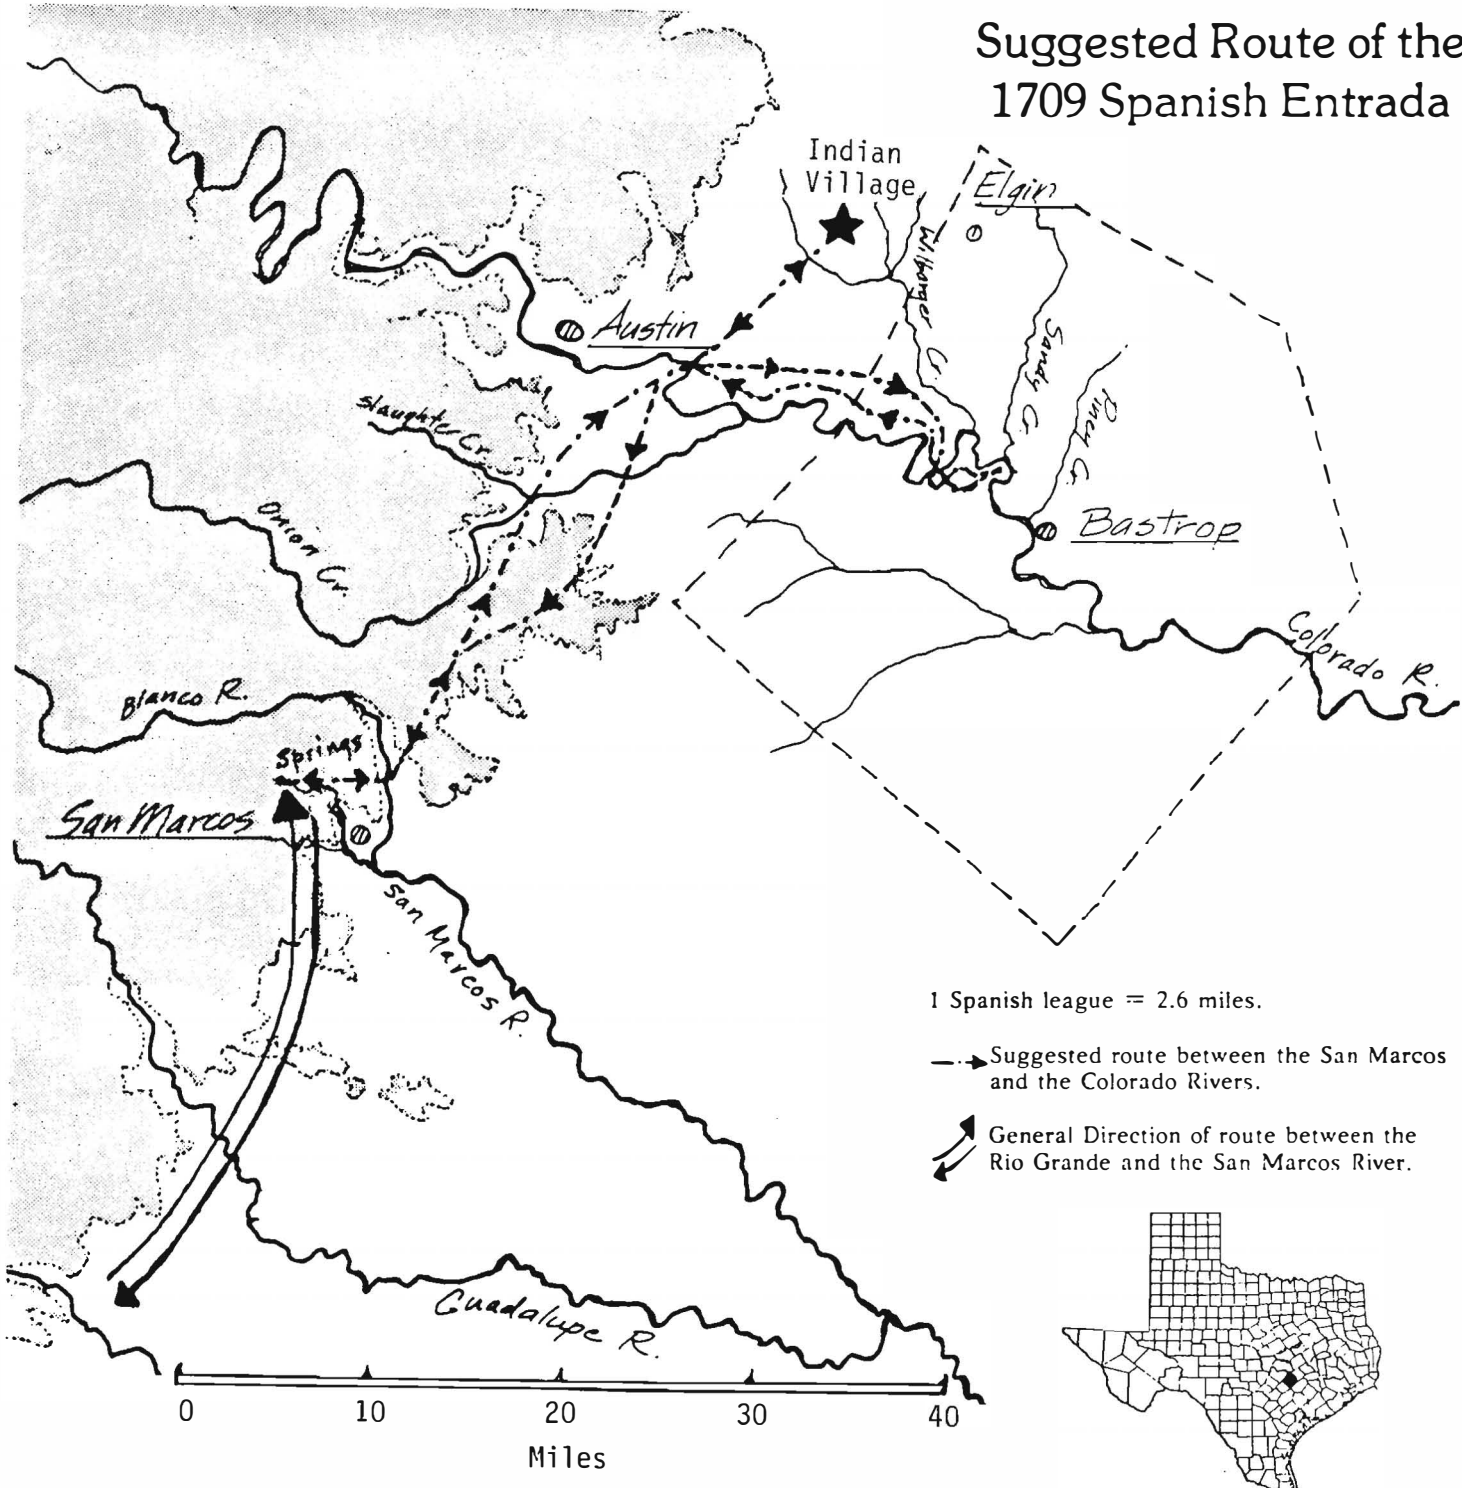 Suggested Route of the
1709 Spanish Entrada
Indian
Village
Elgin
Wilbarger C.
Sandy C.
Piney C.
Austin
Slaughter Cr.
Onion Cr.
Bastrop
Colorado R.
Blanco R.
Springs
San Marcos
San Marcos R.
1 Spanish league = 2.6 miles.
Suggested route between the San Marcos
and the Colorado Rivers.
General Direction of route between the
Rio Grande and the San Marcos River.
Guadalupe R.
0 10 20 30 40
Miles